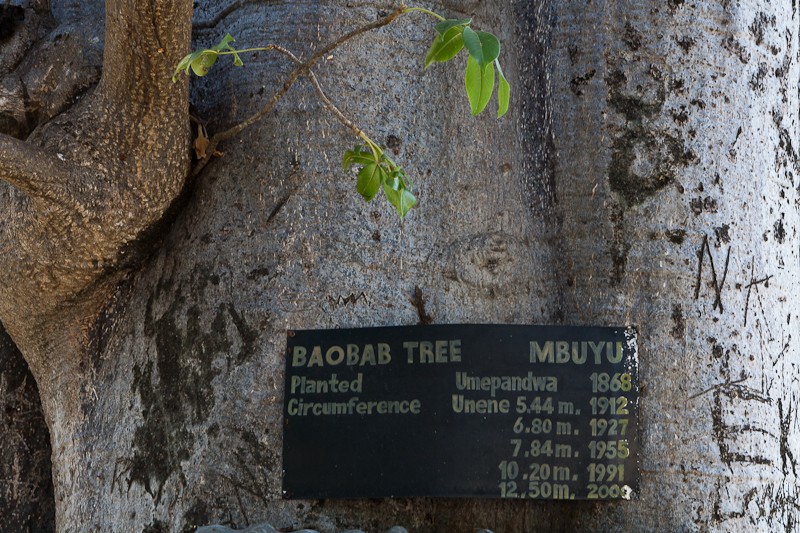 BAOBAB TREE MBUYU
Planted Umepandwa 1868
Circumference Unene 5.44 m. 1912
6.80 m. 1927
7.84 m. 1955
10.20 m. 1991
12.50 m.